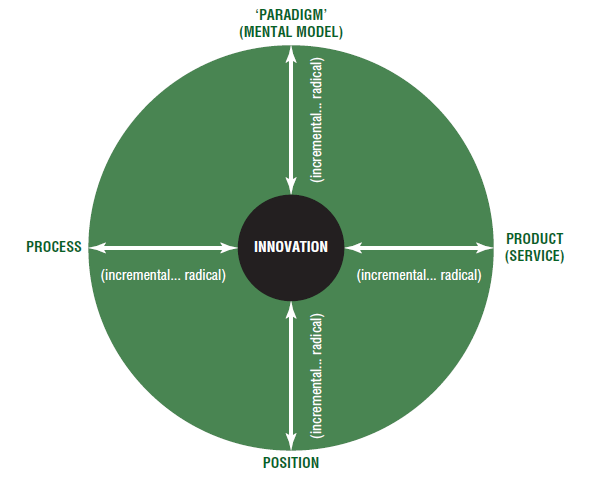 ‘PARADIGM’
(MENTAL MODEL)
(incremental... radical)
PROCESS
INNOVATION
PRODUCT
(SERVICE)
(incremental... radical)
(incremental... radical)
(incremental... radical)
POSITION